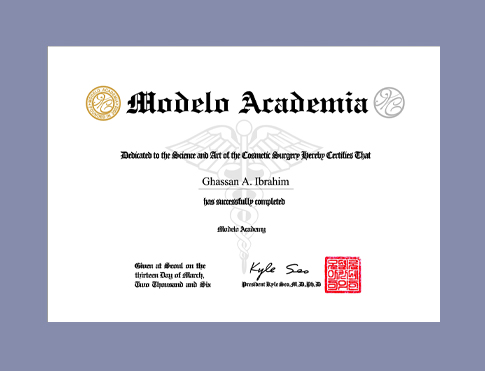 Modelo Academia
Dedicated to the Science and Art of the Cosmetic Surgery Hereby Certifies That
Ghassan A. Ibrahim
has successfully completed
Modelo Academy
Given at Seoul on the
thirteen Day of March,
Two Thousand and Six
Kyle Seo
President Kyle Seo, M.D, Ph.D